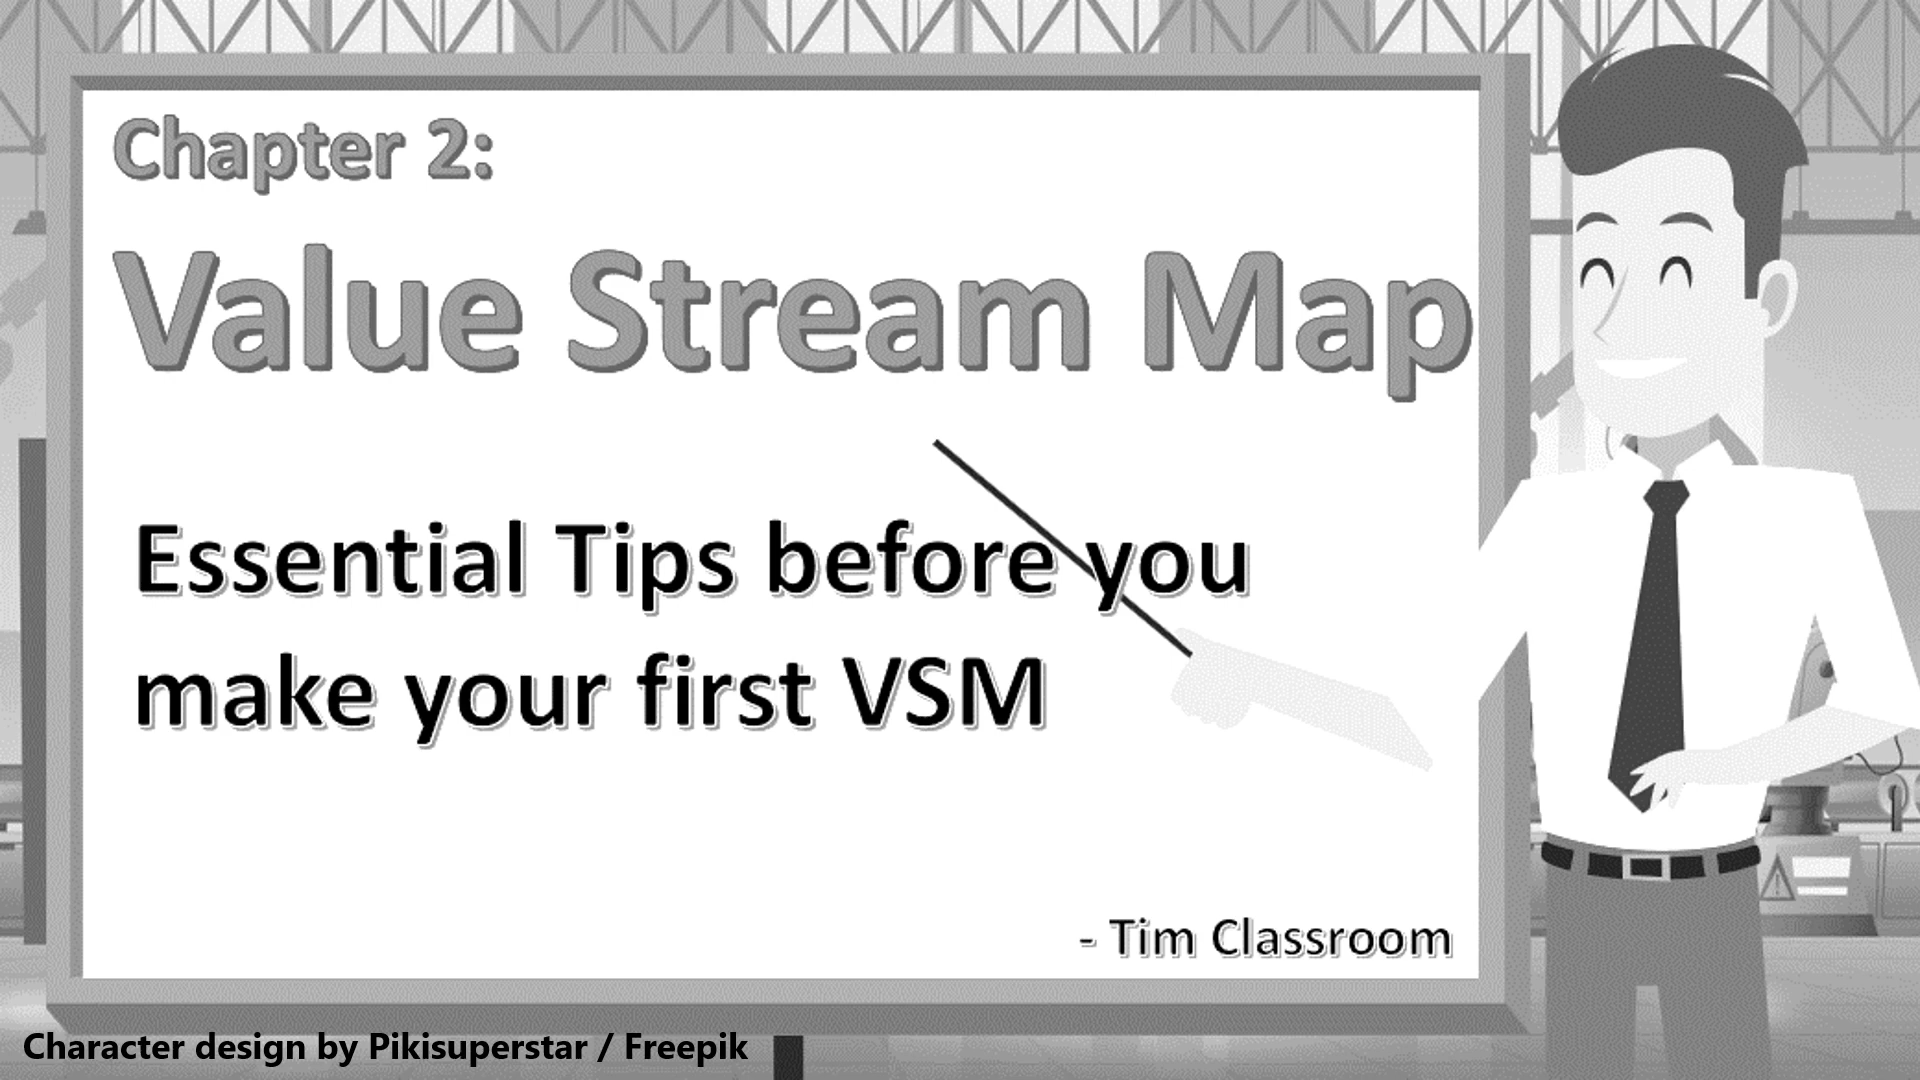 Chapter 2:
Value Stream Map
Essential Tips before you
make your first VSM
- Tim Classroom
Character design by Pikisuperstar / Freepik